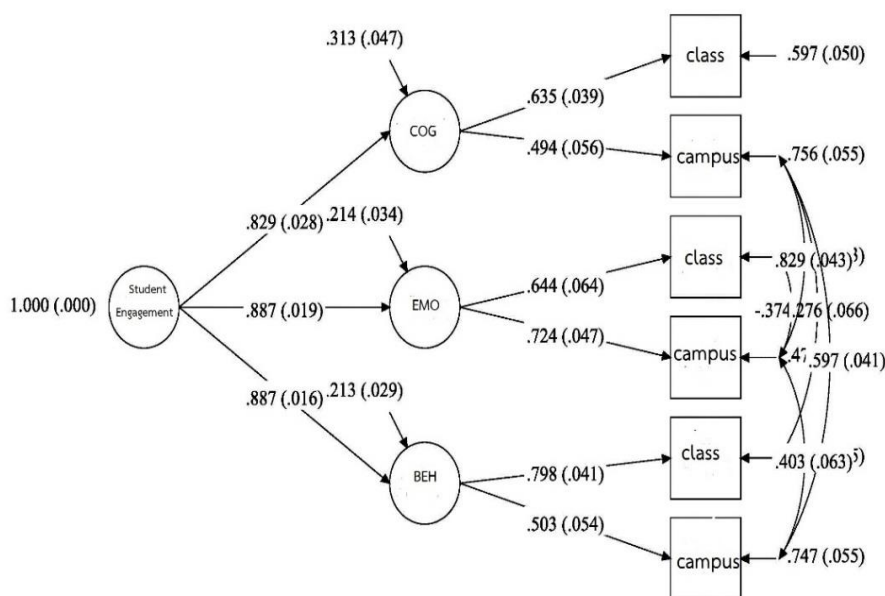 .313 (.047)
class
.597 (.050)
.635 (.039)
COG
.494 (.056)
campus
.756 (.055)
.829 (.028)
.214 (.034)
class
.829 (.043)
.644 (.064)
Student
Engagement
1.000 (.000)
.887 (.019)
EMO
-.374
.276 (.066)
.724 (.047)
campus
.597 (.041)
.887 (.016)
.213 (.029)
class
.403 (.063)
.798 (.041)
BEH
.503 (.054)
campus
.747 (.055)